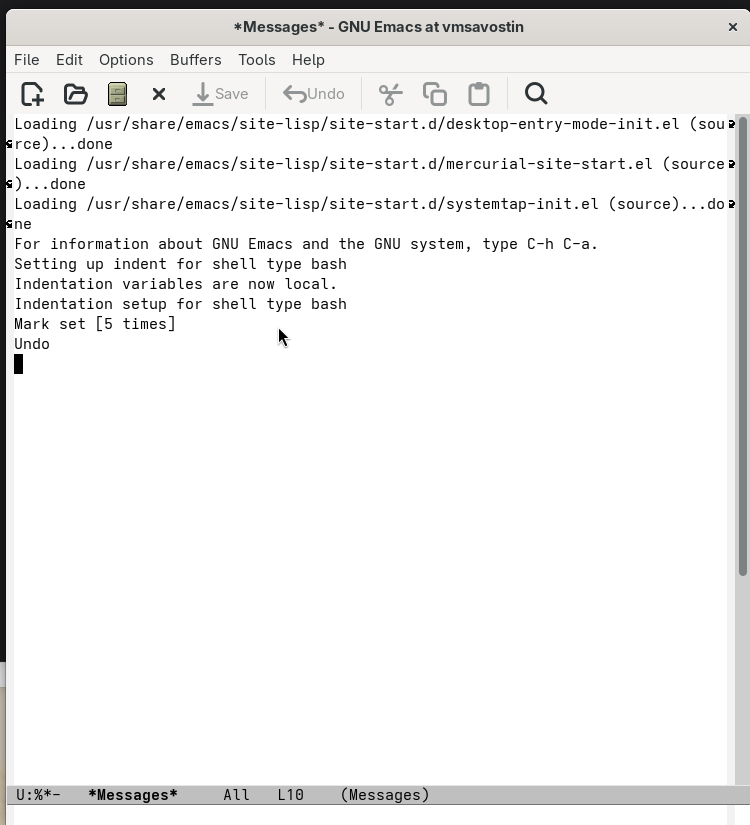 *Messages* - GNU Emacs at vmsavostin
File Edit Options Buffers Tools Help
Save Undo
Loading /usr/share/emacs/site-lisp/site-start.d/desktop-entry-mode-init.el (sou
rce)...done
Loading /usr/share/emacs/site-lisp/site-start.d/mercurial-site-start.el (source
)...done
Loading /usr/share/emacs/site-lisp/site-start.d/systemtap-init.el (source)...do
ne
For information about GNU Emacs and the GNU system, type C-h C-a.
Setting up indent for shell type bash
Indentation variables are now local.
Indentation setup for shell type bash
Mark set [5 times]
Undo
U:%*- *Messages* All L10 (Messages)